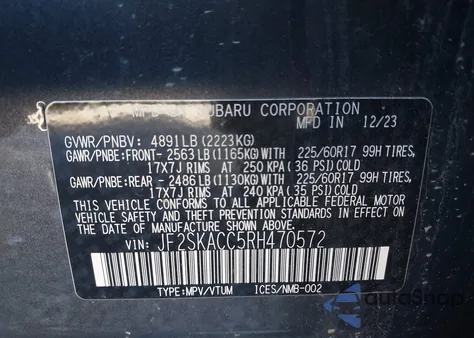 SUBARU CORPORATION
MFD IN 12/23
GVWR/PNBV: 4891LB(2223KG)
GAWR/PNBE:FRONT- 2563LB(1165KG)WITH 225/60R17 99H TIRES,
17X7J RIMS AT 250 KPA(36 PSI)COLD
GAWR/PNBE:REAR - 2486LB(1130KG)WITH 225/60R17 99H TIRES,
17X7J RIMS AT 240 KPA(35 PSI)COLD
THIS VEHICLE CONFORMS TO ALL APPLICABLE FEDERAL MOTOR
VEHICLE SAFETY, BUMPER, AND THEFT PREVENTION STANDARDS
IN EFFECT ON THE DATE OF MANUFACTURE SHOWN ABOVE.
VIN: JF2SKACC5RH470572
TYPE:MPV/VTUM ICES/NMB-002
autoSnap